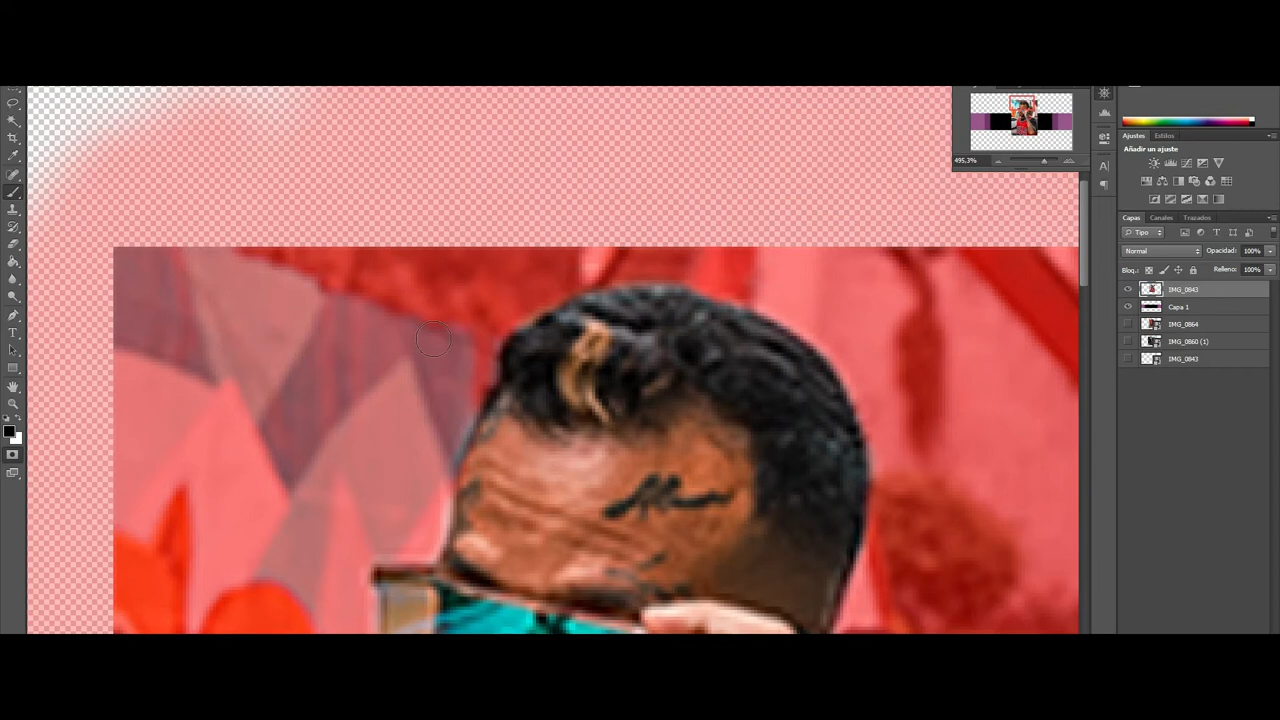 495,3%
Ajustes Estilos
Añadir un ajuste
Capas Canales Trazados
Tipo
Normal Opacidad: 100%
Bloq.: Relleno: 100%
IMG_0843
Capa 1
IMG_0864
IMG_0860 (1)
IMG_0843